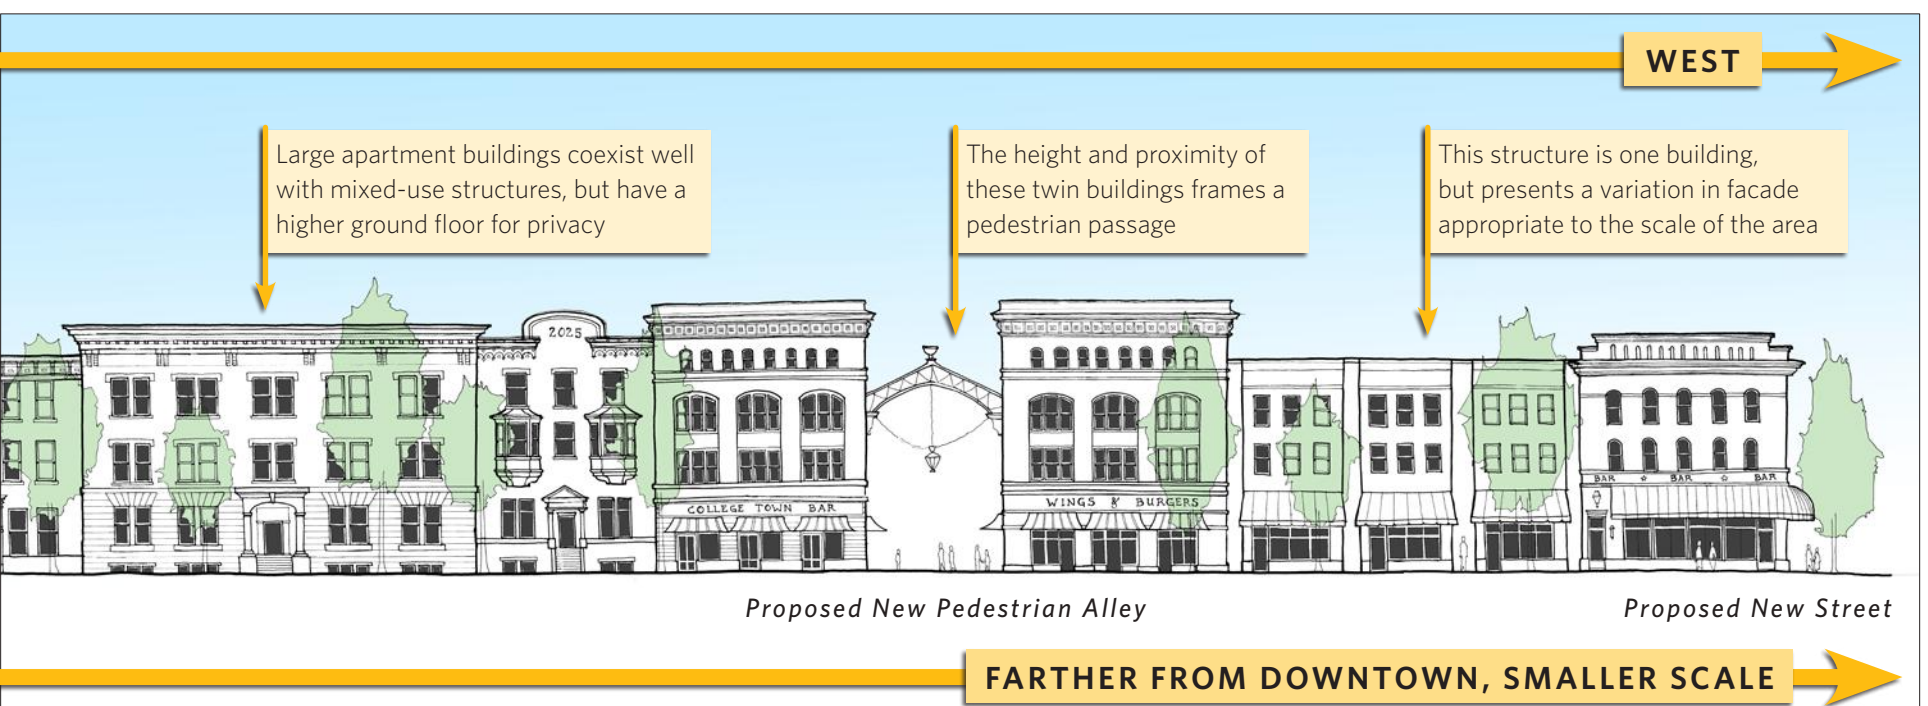 WEST
Large apartment buildings coexist well
with mixed-use structures, but have a
higher ground floor for privacy
The height and proximity of
these twin buildings frames a
pedestrian passage
This structure is one building,
but presents a variation in facade
appropriate to the scale of the area
2025
COLLEGE TOWN BAR
WINGS & BURGERS
BAR ☆ BAR ☆ BAR
Proposed New Pedestrian Alley
Proposed New Street
FARTHER FROM DOWNTOWN, SMALLER SCALE